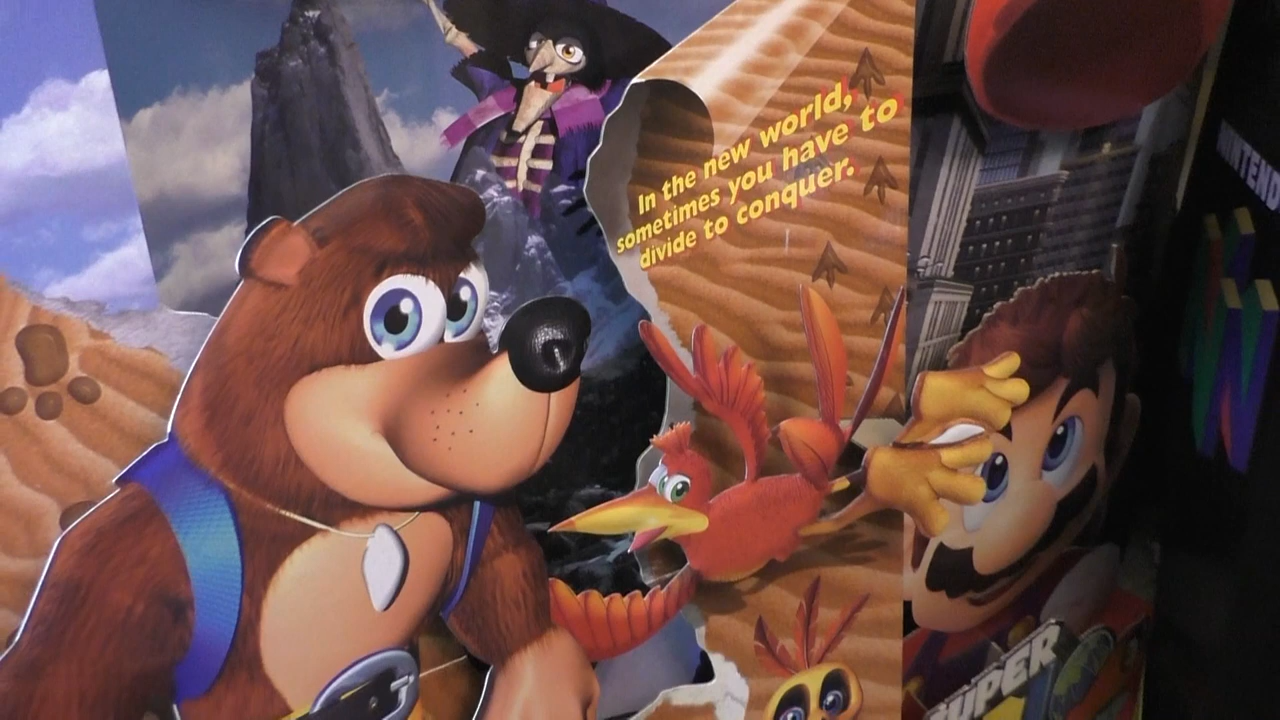 In the new world,
sometimes you have to
divide to conquer.
NINTENDO
SUPER